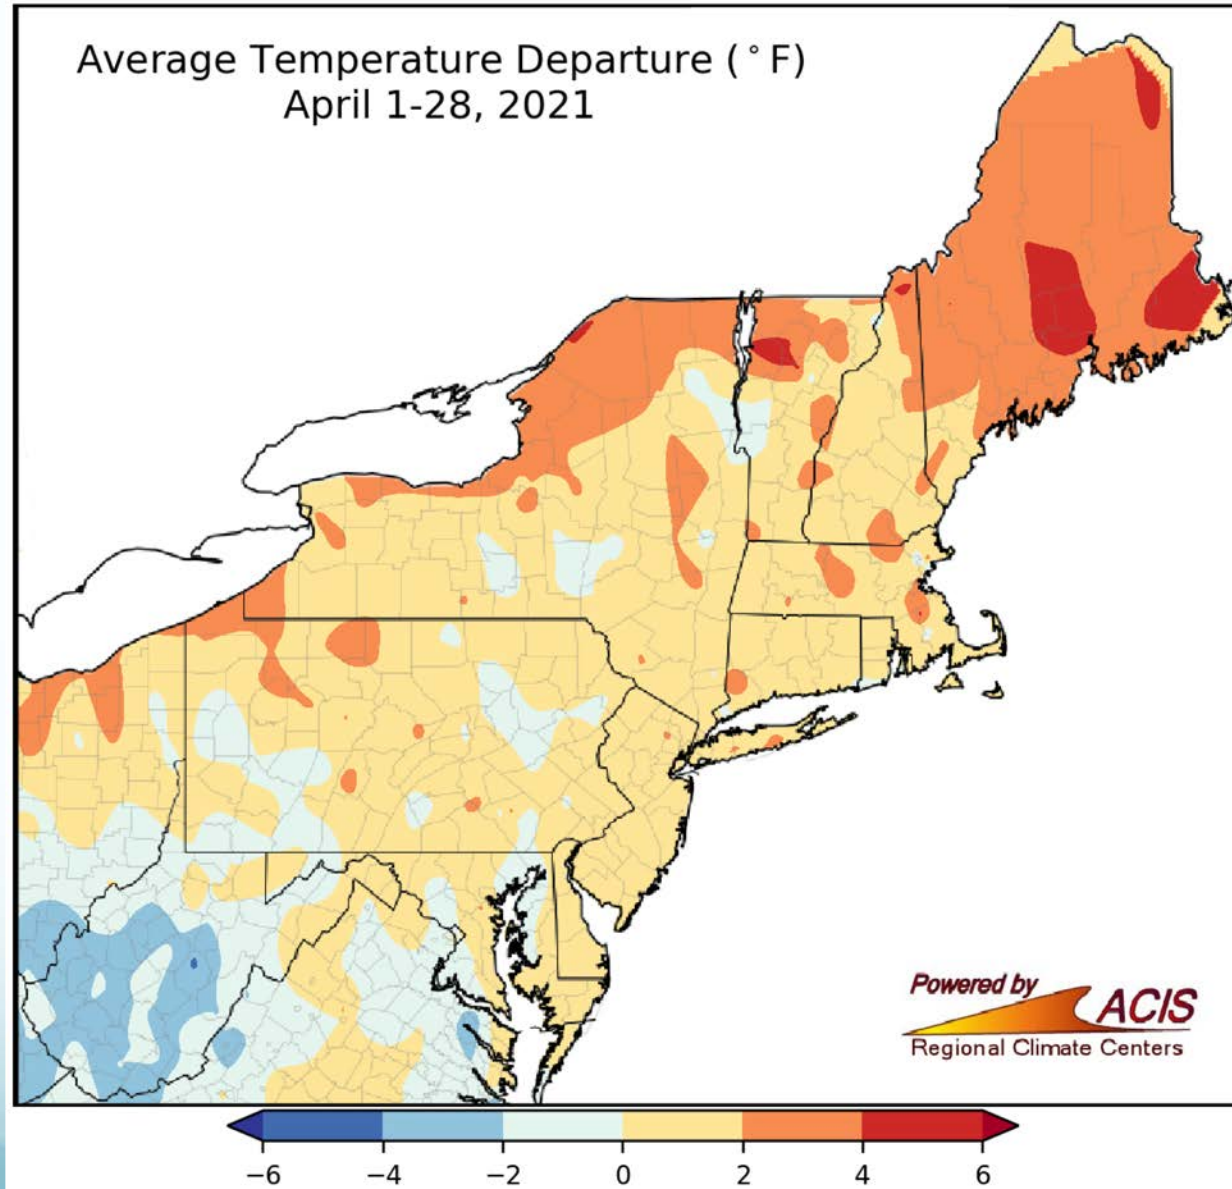 Average Temperature Departure (°F)
April 1-28, 2021
Powered by
ACIS
Regional Climate Centers
−6 −4 −2 0 2 4 6